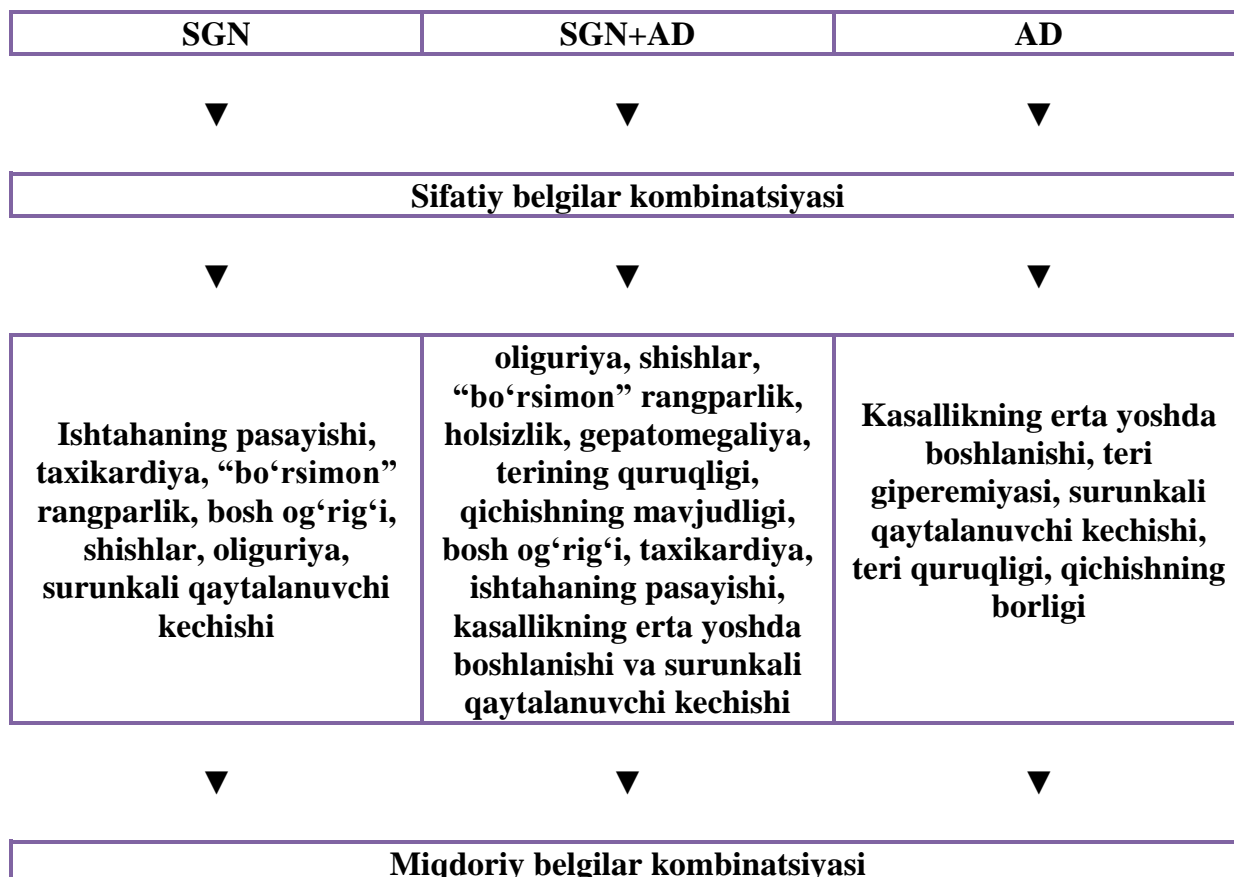 SGN
SGN+AD
AD
▼ ▼ ▼
Sifatiy belgilar kombinatsiyasi
▼ ▼ ▼
Ishtahaning pasayishi,
taxikardiya, “bo‘rsimon”
rangparlik, bosh og‘rig‘i,
shishlar, oliguriya,
surunkali qaytalanuvchi
kechishi
oliguriya, shishlar,
“bo‘rsimon” rangparlik,
holsizlik, gepatomegaliya,
terining quruqligi,
qichishning mavjudligi,
bosh og‘rig‘i, taxikardiya,
ishtahaning pasayishi,
kasallikning erta yoshda
boshlanishi va surunkali
qaytalanuvchi kechishi
Kasallikning erta yoshda
boshlanishi, teri
giperemiyasi, surunkali
qaytalanuvchi kechishi,
teri quruqligi, qichishning
borligi
▼ ▼ ▼
Miqdoriy belgilar kombinatsiyasi